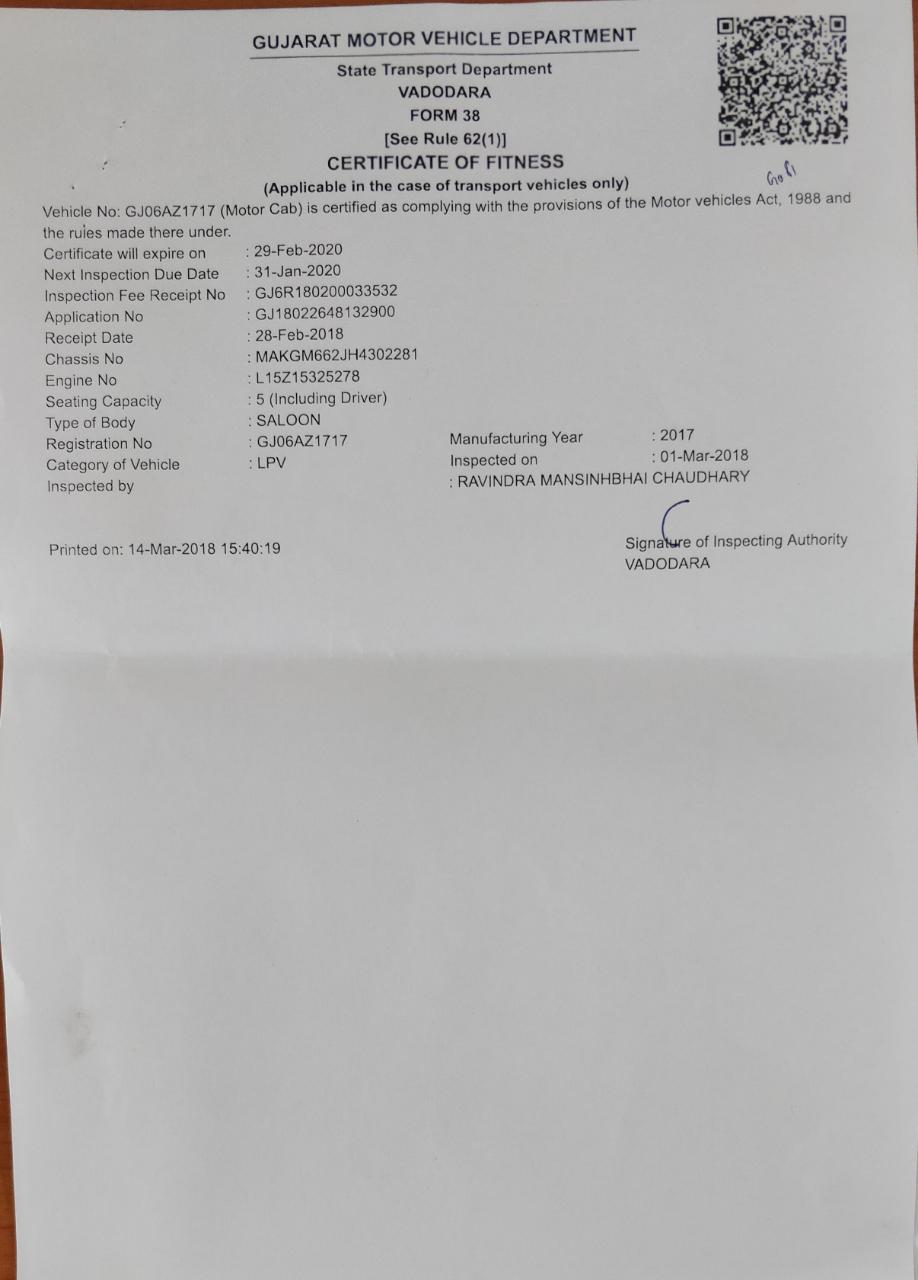 GUJARAT MOTOR VEHICLE DEPARTMENT
State Transport Department
VADODARA
FORM 38
[See Rule 62(1)]
CERTIFICATE OF FITNESS
(Applicable in the case of transport vehicles only)
Vehicle No: GJ06AZ1717 (Motor Cab) is certified as complying with the provisions of the Motor vehicles Act, 1988 and
the rules made there under.
Certificate will expire on : 29-Feb-2020
Next Inspection Due Date : 31-Jan-2020
Inspection Fee Receipt No : GJ6R180200033532
Application No : GJ18022648132900
Receipt Date : 28-Feb-2018
Chassis No : MAKGM662JH4302281
Engine No : L15Z15325278
Seating Capacity : 5 (Including Driver)
Type of Body : SALOON
Registration No : GJ06AZ1717 Manufacturing Year : 2017
Category of Vehicle : LPV Inspected on : 01-Mar-2018
Inspected by : RAVINDRA MANSINHBHAI CHAUDHARY
Printed on: 14-Mar-2018 15:40:19 Signature of Inspecting Authority
VADODARA